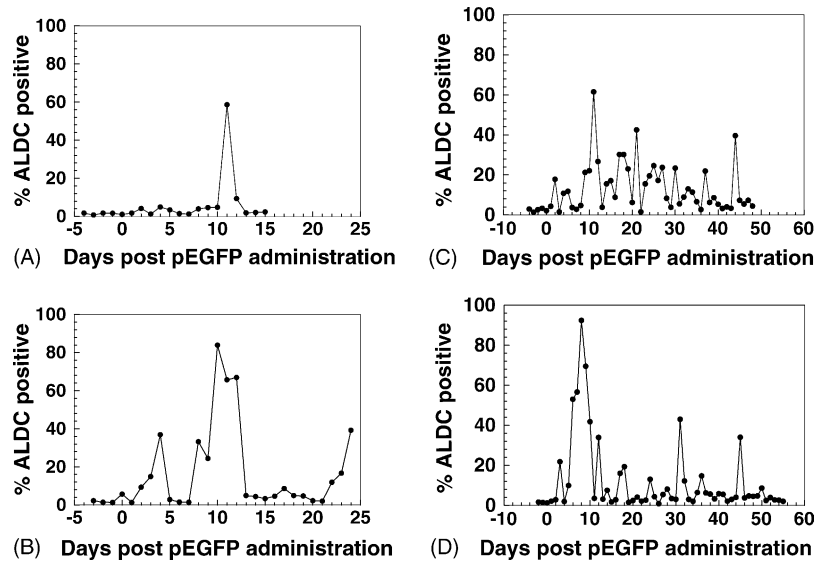 100
80
60
40
20
0
% ALDC positive
-5 0 5 10 15 20 25
(A) Days post pEGFP administration
100
80
60
40
20
0
% ALDC positive
-10 0 10 20 30 40 50 60
(C) Days post pEGFP administration
100
80
60
40
20
0
% ALDC positive
-5 0 5 10 15 20 25
(B) Days post pEGFP administration
100
80
60
40
20
0
% ALDC positive
-10 0 10 20 30 40 50 60
(D) Days post pEGFP administration